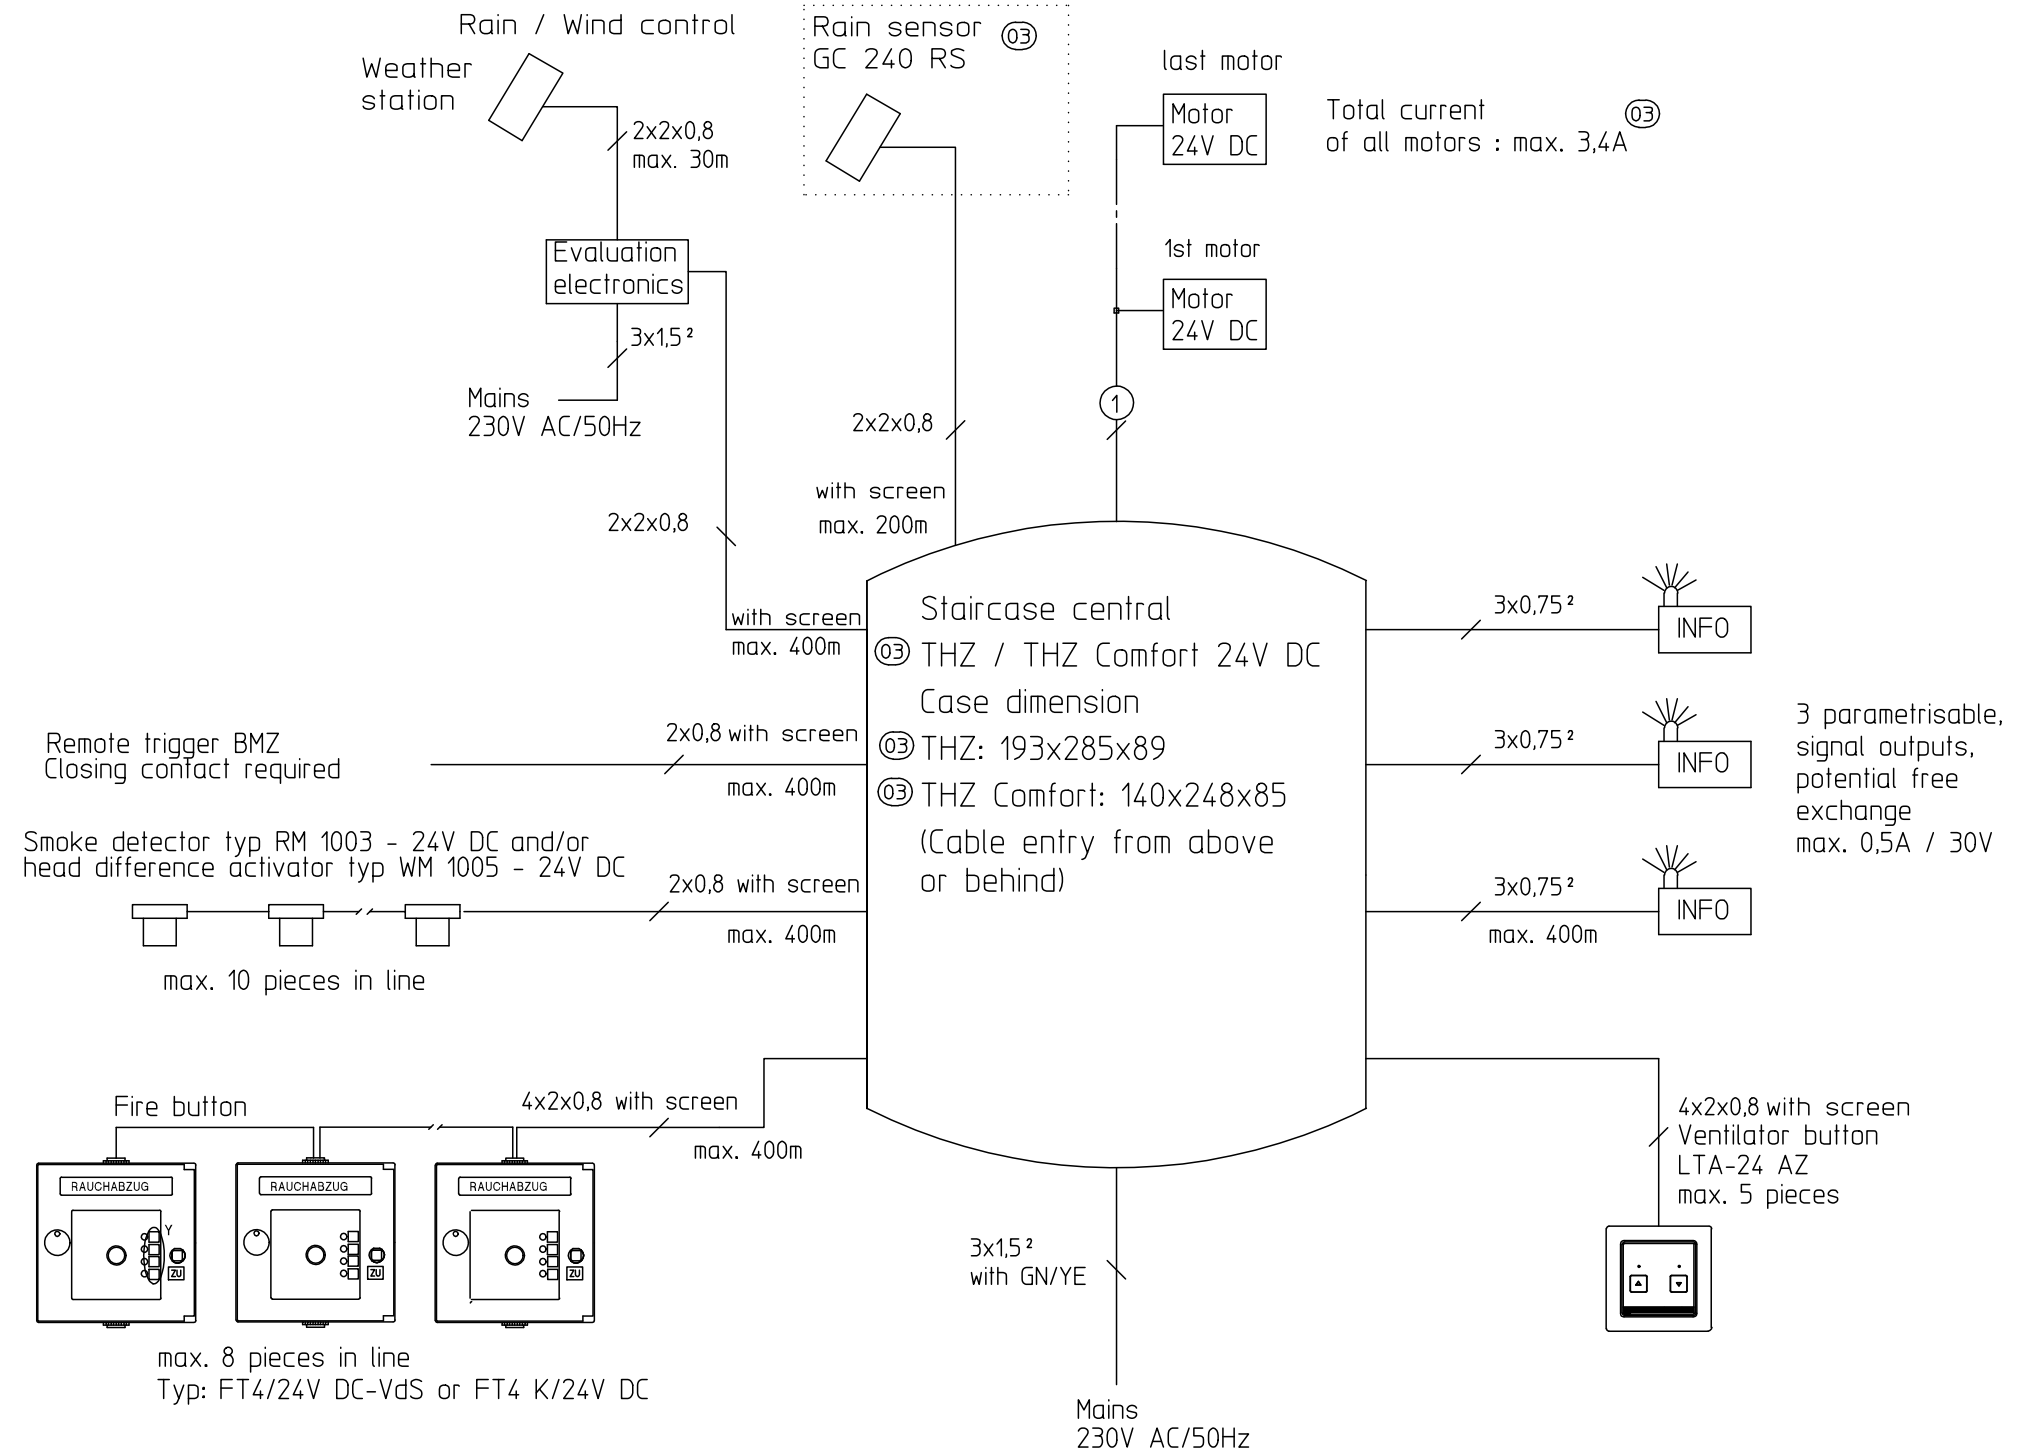 Rain / Wind control
Weather
station
2x2x0,8
max. 30m
Evaluation
electronics
3x1,5²
Mains
230V AC/50Hz
2x2x0,8
with screen
max. 400m
Rain sensor 03
GC 240 RS
2x2x0,8
with screen
max. 200m
last motor
Motor
24V DC
Total current 03
of all motors : max. 3,4A
1st motor
Motor
24V DC
1
Staircase central
03 THZ / THZ Comfort 24V DC
Case dimension
03 THZ: 193x285x89
03 THZ Comfort: 140x248x85
(Cable entry from above
or behind)
Remote trigger BMZ
Closing contact required
2x0,8 with screen
max. 400m
Smoke detector typ RM 1003 - 24V DC and/or
head difference activator typ WM 1005 - 24V DC
2x0,8 with screen
max. 400m
max. 10 pieces in line
Fire button
4x2x0,8 with screen
max. 400m
RAUCHABZUG
Y
ZU
RAUCHABZUG
ZU
RAUCHABZUG
ZU
max. 8 pieces in line
Typ: FT4/24V DC-VdS or FT4 K/24V DC
3x0,75²
INFO
3x0,75²
INFO
3x0,75²
max. 400m
INFO
3 parametrisable,
signal outputs,
potential free
exchange
max. 0,5A / 30V
4x2x0,8 with screen
Ventilator button
LTA-24 AZ
max. 5 pieces
3x1,5²
with GN/YE
Mains
230V AC/50Hz